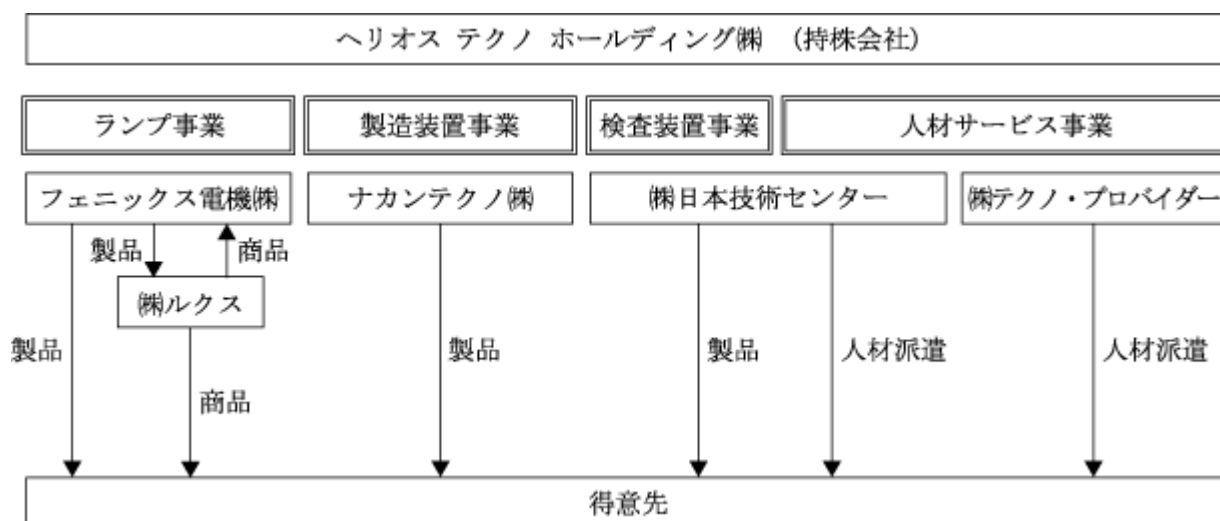 ヘリオス テクノ ホールディング㈱ （持株会社）
ランプ事業
製造装置事業
検査装置事業
人材サービス事業
フェニックス電機㈱
ナカンテクノ㈱
㈱日本技術センター
㈱テクノ・プロバイダー
製品
商品
㈱ルクス
製品
製品
製品
人材派遣
人材派遣
商品
得意先